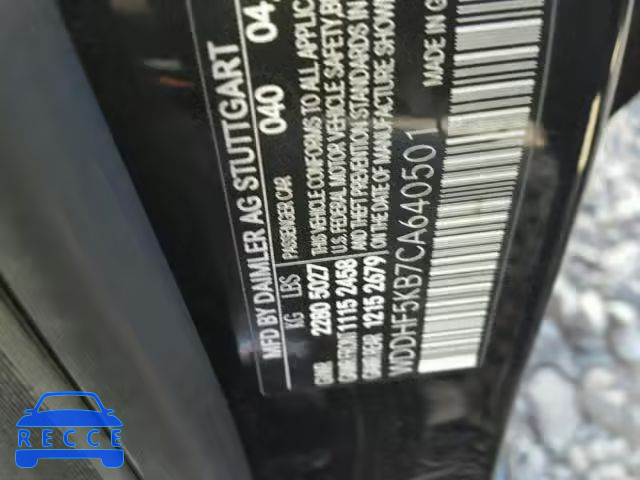 MFD BY DAIMLER AG STUTTGART
040 04
PASSENGER CAR
KG LBS
2280 5027
1115 2458
1215 2679
THIS VEHICLE CONFORMS TO ALL APPLIC
U.S. FEDERAL MOTOR VEHICLE SAFETY, B
AND THEFT PREVENTION STANDARDS IN
ON THE DATE OF MANUFACTURE SHOWN
WDDHF5KB7CA640501
MADE IN G
RECCE